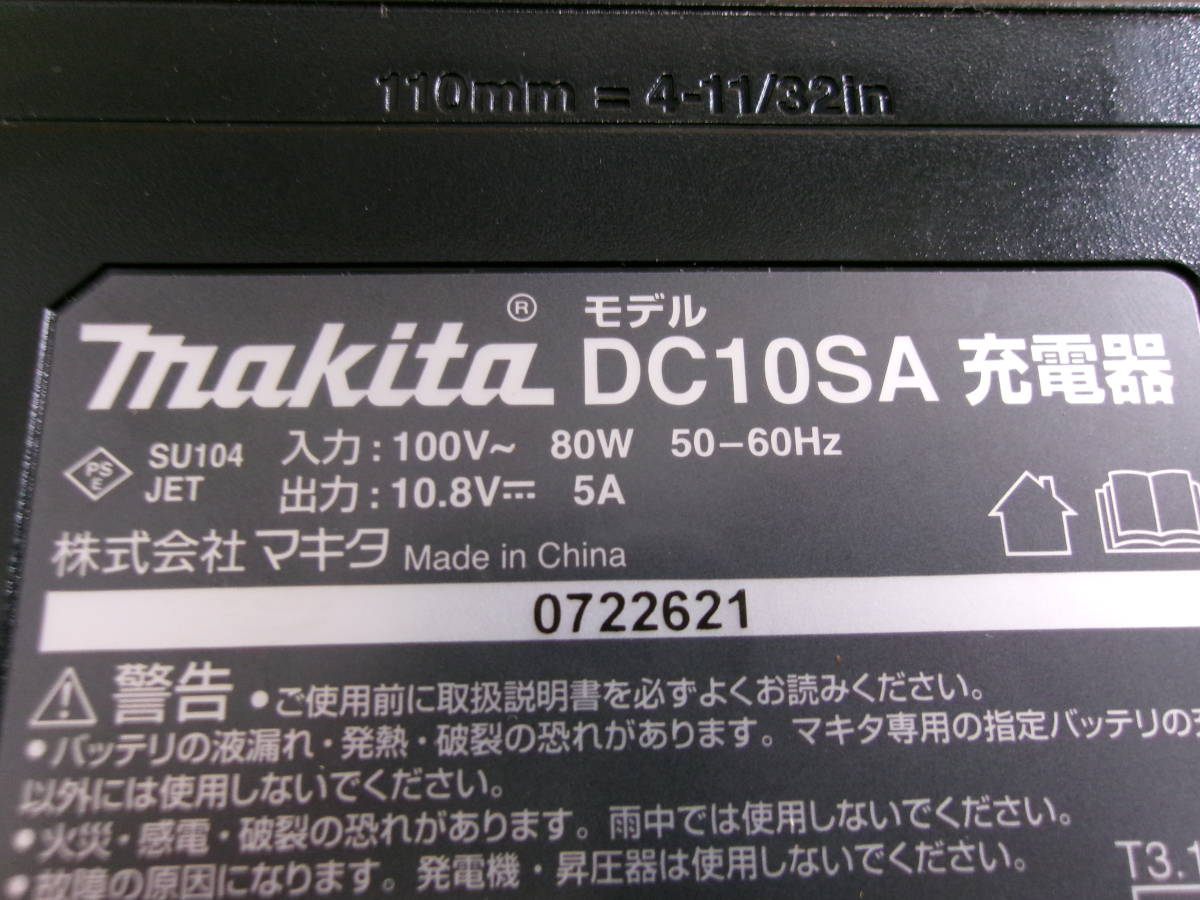 110mm = 4-11/32in
makita® モデル DC10SA 充電器
PS E SU104 JET
入力 : 100V~ 80W 50-60Hz
出力 : 10.8V⎓ 5A
株式会社マキタ Made in China
0722621
警告 •ご使用前に取扱説明書を必ずよくお読みください。
•バッテリの液漏れ・発熱・破裂の恐れがあります。マキタ専用の指定バッテリの
以外には使用しないでください。
•火災・感電・破裂の恐れがあります。雨中では使用しないでください。
•故障の原因になります。発電機・昇圧器は使用しないでください。
T3.1